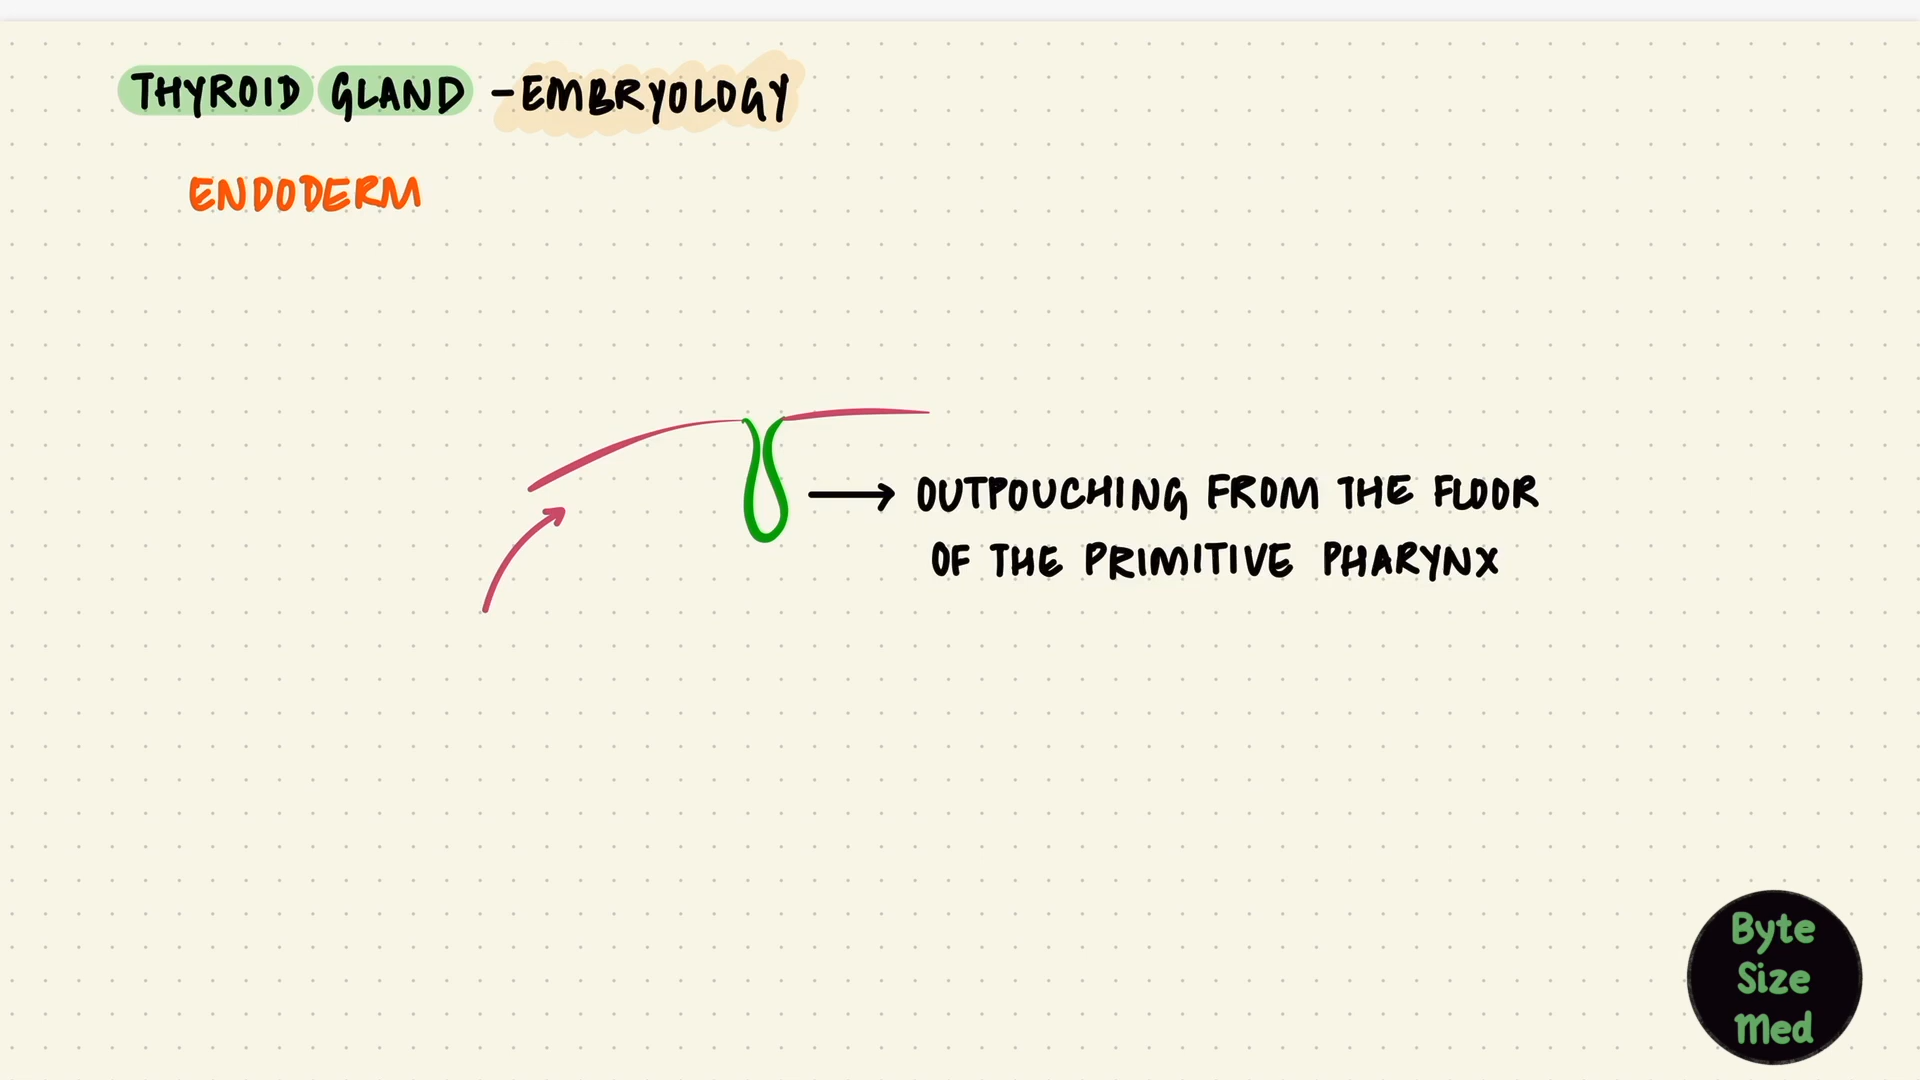 THYROID GLAND - EMBRYOLOGY
ENDODERM
OUTPOUCHING FROM THE FLOOR
OF THE PRIMITIVE PHARYNX
Byte
Size
Med